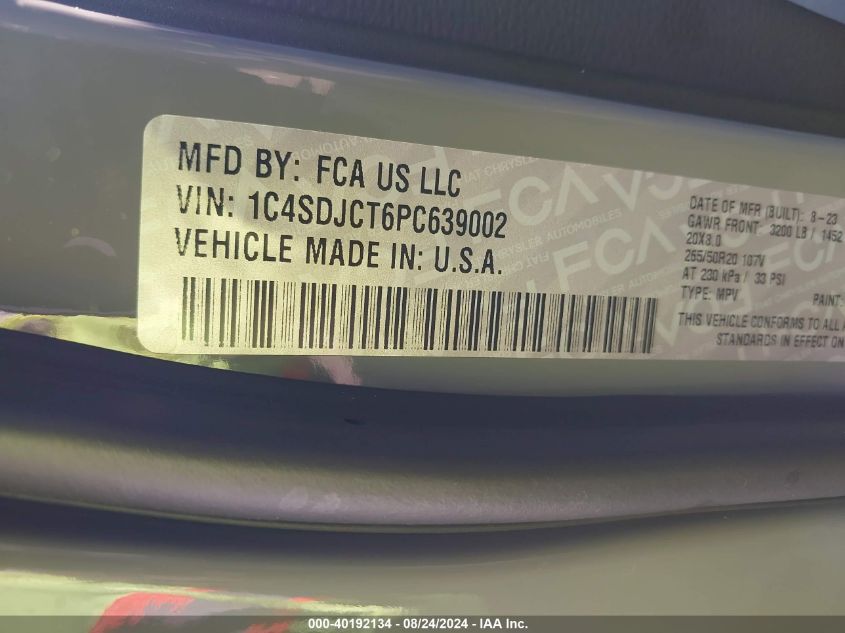 MFD BY: FCA US LLC
VIN: 1C4SDJCT6PC639002
VEHICLE MADE IN: U.S.A.
DATE OF MFR (BUILT): 8-23
GAWR FRONT: 3200 LB / 1452
20X8.0
265/50R20 107V
AT 230 kPa / 33 PSI
TYPE: MPV PAINT:
THIS VEHICLE CONFORMS TO ALL A
STANDARDS IN EFFECT ON
000-40192134 - 08/24/2024 - IAA Inc.